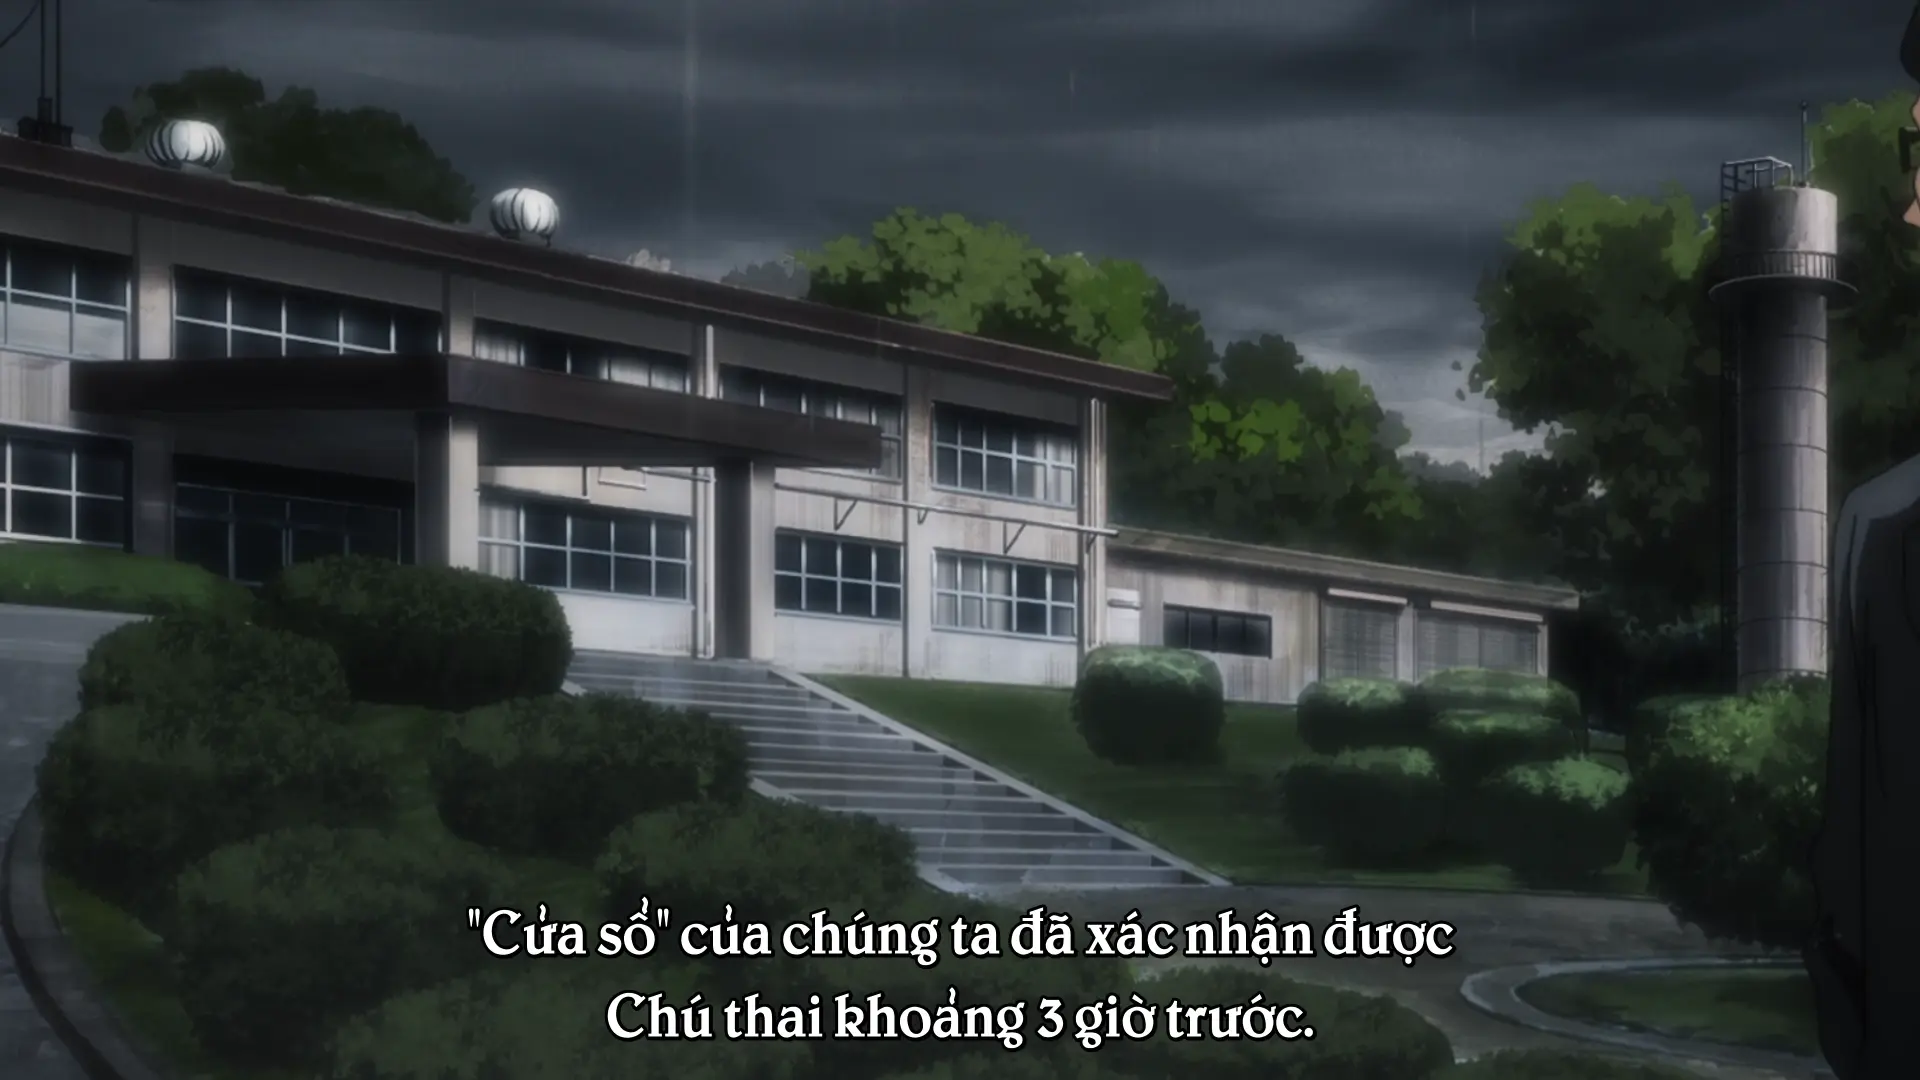 "Cửa sổ" của chúng ta đã xác nhận được
Chú thai khoảng 3 giờ trước.